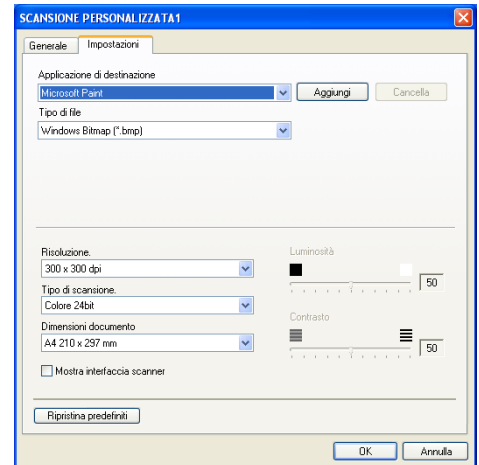 SCANSIONE PERSONALIZZATA1
Generale Impostazioni
Applicazione di destinazione
Microsoft Paint Aggiungi Cancella
Tipo di file
Windows Bitmap (*.bmp)
Risoluzione. Luminosità
300 x 300 dpi
50
Tipo di scansione.
Colore 24bit
Contrasto
Dimensioni documento
A4 210 x 297 mm
50
Mostra interfaccia scanner
Ripristina predefiniti
OK Annulla